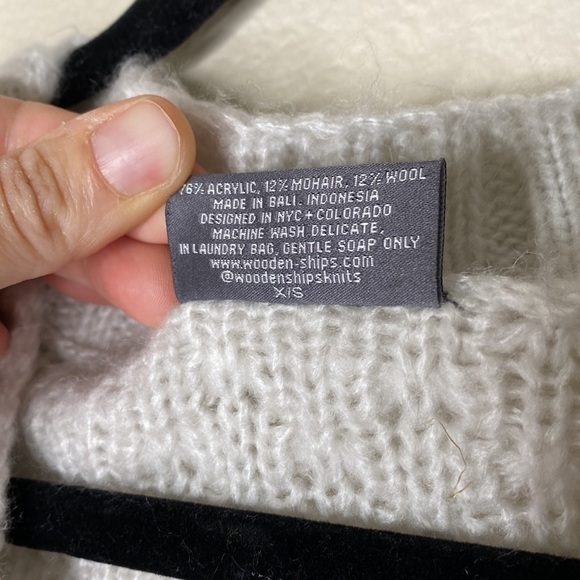 76% ACRYLIC, 12% MOHAIR, 12% WOOL
MADE IN BALI, INDONESIA
DESIGNED IN NYC + COLORADO
MACHINE WASH DELICATE,
IN LAUNDRY BAG, GENTLE SOAP ONLY
www.wooden-ships.com
@woodenshipsknits
X/S